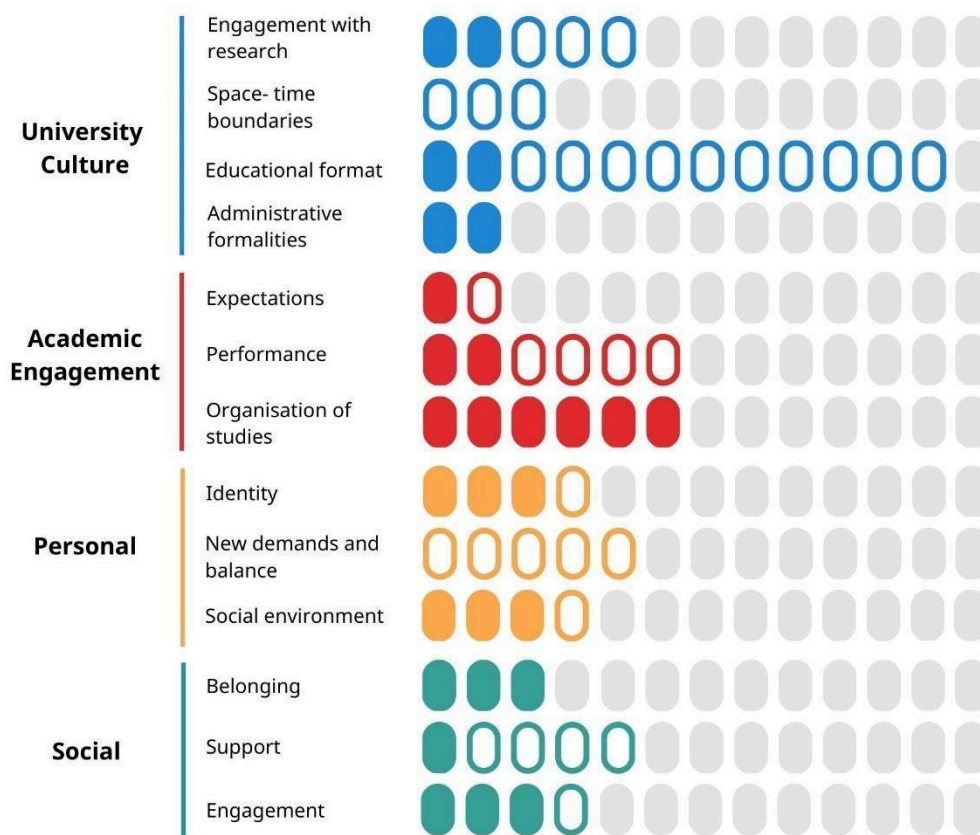 University
Culture
Engagement with
research
Space- time
boundaries
Educational format
Administrative
formalities
Academic
Engagement
Expectations
Performance
Organisation of
studies
Personal
Identity
New demands and
balance
Social environment
Social
Belonging
Support
Engagement